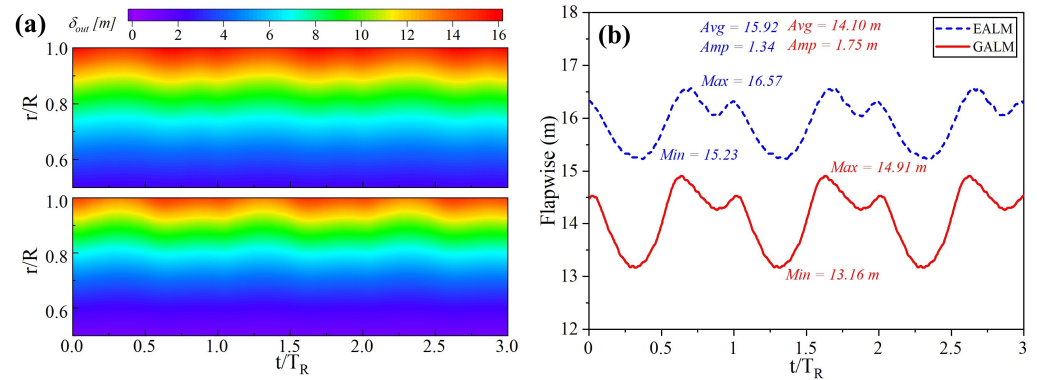 (a)
δout [m]
0 2 4 6 8 10 12 14 16
1.0
0.8
0.6
r/R
1.0
0.8
0.6
r/R
0.0 0.5 1.0 1.5 2.0 2.5 3.0
t/TR
(b)
Avg = 15.92 Avg = 14.10 m
Amp = 1.34 Amp = 1.75 m
EALM
GALM
Max = 16.57
Min = 15.23
Max = 14.91 m
Min = 13.16 m
18
17
16
15
14
13
12
Flapwise (m)
0 0.5 1 1.5 2 2.5 3
t/TR